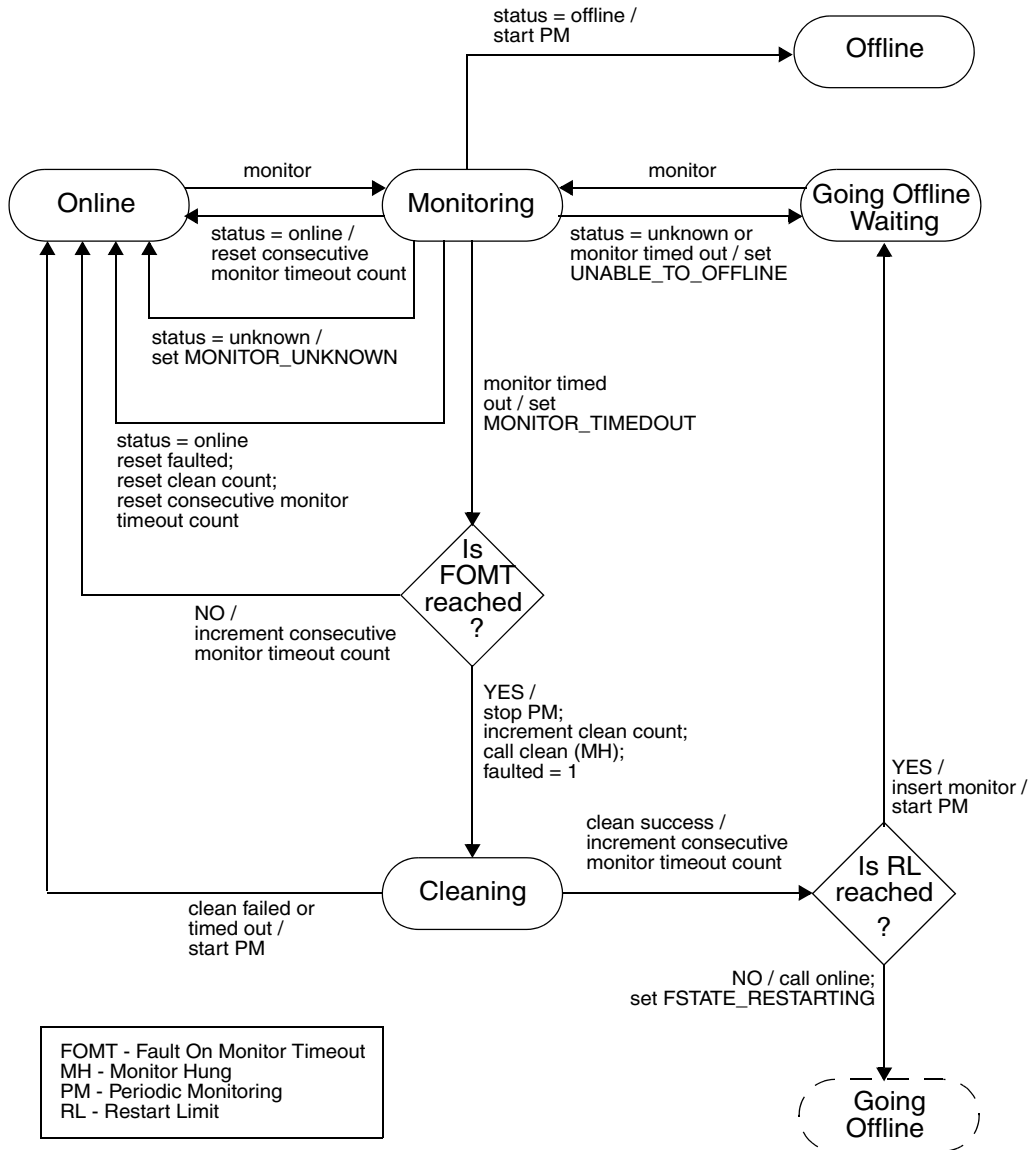 status = offline /
start PM
Offline
monitor
monitor
Online
Monitoring
Going Offline
Waiting
status = online /
reset consecutive
monitor timeout count
status = unknown or
monitor timed out / set
UNABLE_TO_OFFLINE
status = unknown /
set MONITOR_UNKNOWN
monitor timed
out / set
MONITOR_TIMEDOUT
status = online
reset faulted;
reset clean count;
reset consecutive monitor
timeout count
Is
FOMT
reached
?
NO /
increment consecutive
monitor timeout count
YES /
stop PM;
increment clean count;
call clean (MH);
faulted = 1
YES /
insert monitor /
start PM
clean success /
increment consecutive
monitor timeout count
Cleaning
Is RL
reached
?
clean failed or
timed out /
start PM
NO / call online;
set FSTATE_RESTARTING
FOMT - Fault On Monitor Timeout
MH - Monitor Hung
PM - Periodic Monitoring
RL - Restart Limit
Going
Offline